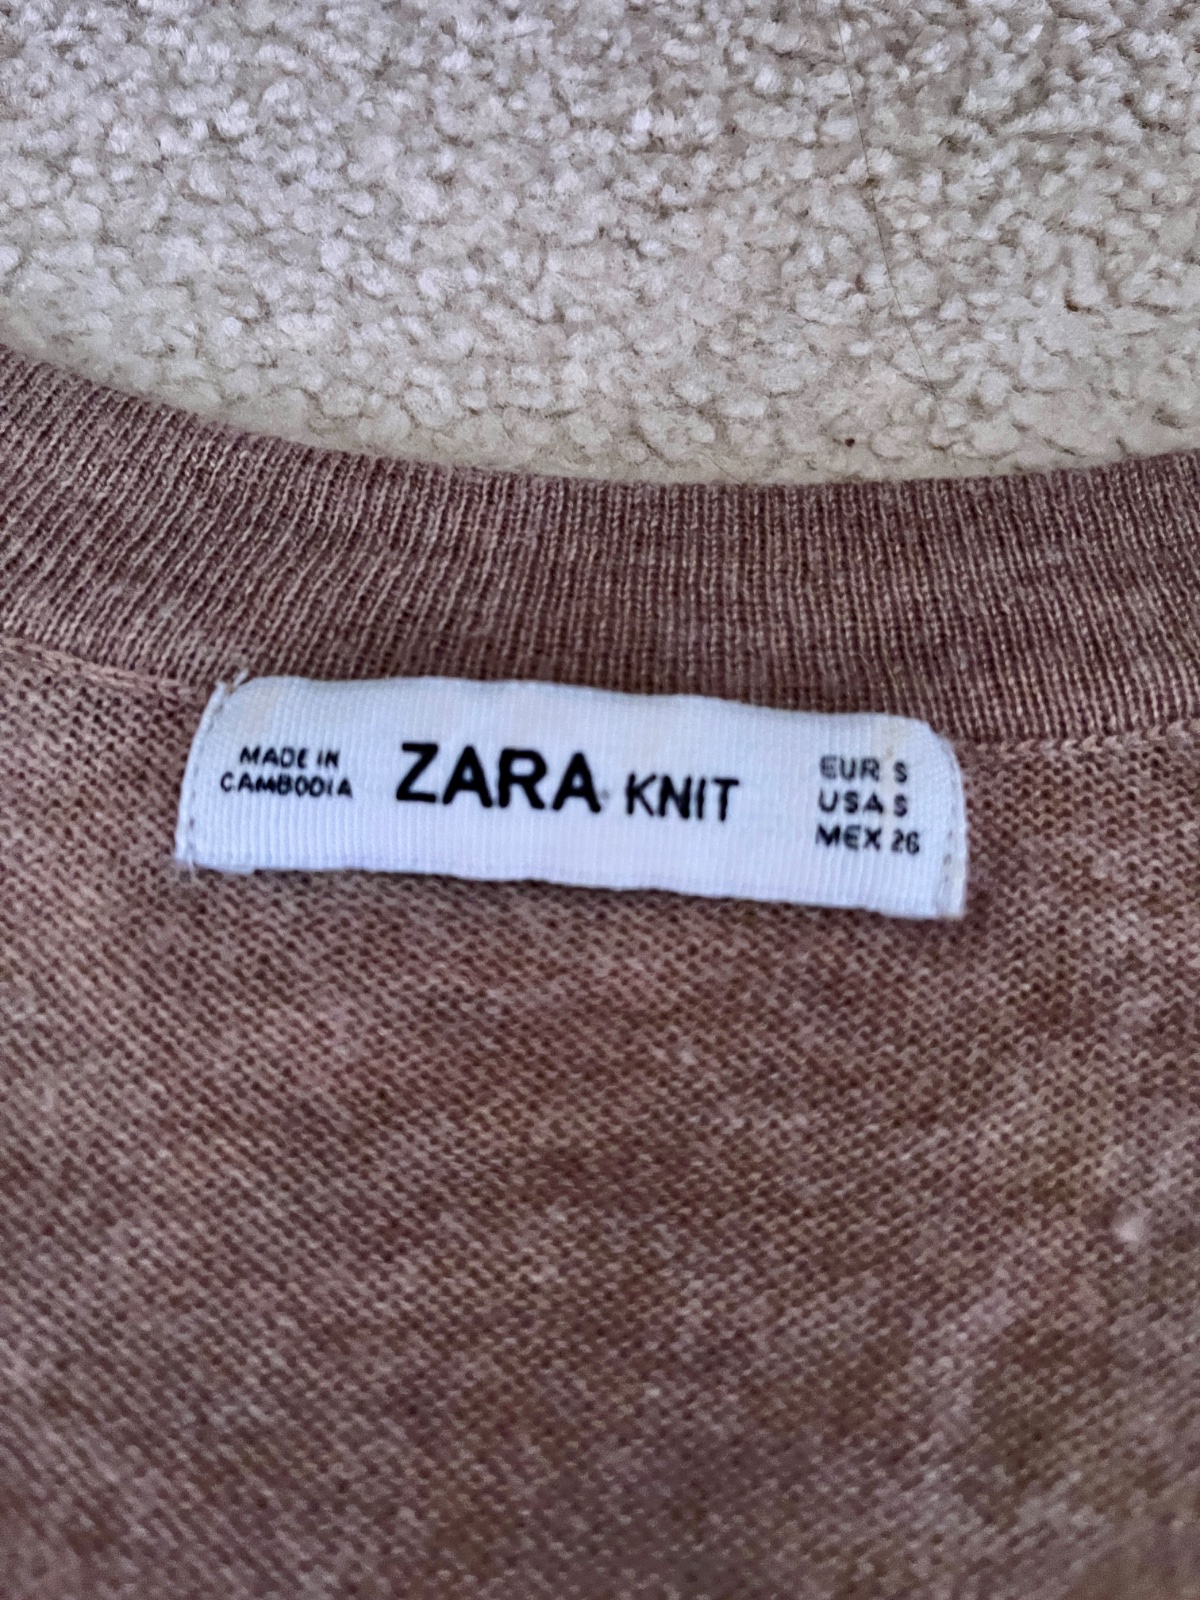 MADE IN
CAMBODIA
ZARA KNIT
EUR S
USA S
MEX 26